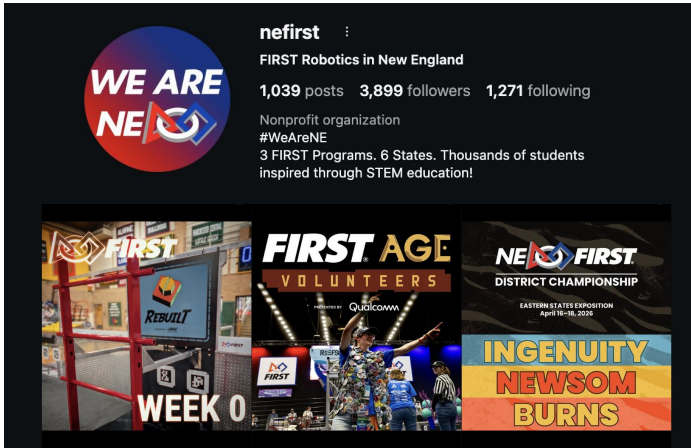 nefirst
FIRST Robotics in New England
1,039 posts 3,899 followers 1,271 following
Nonprofit organization
#WeAreNE
3 FIRST Programs. 6 States. Thousands of students
inspired through STEM education!
WE ARE
NE
FIRST
REBUILT
WEEK 0
FIRST AGE
VOLUNTEERS
PRESENTED BY Qualcomm
REEFSC
FIRST
NE FIRST
DISTRICT CHAMPIONSHIP
EASTERN STATES EXPOSITION
April 16–18, 2026
INGENUITY
NEWSOM
BURNS